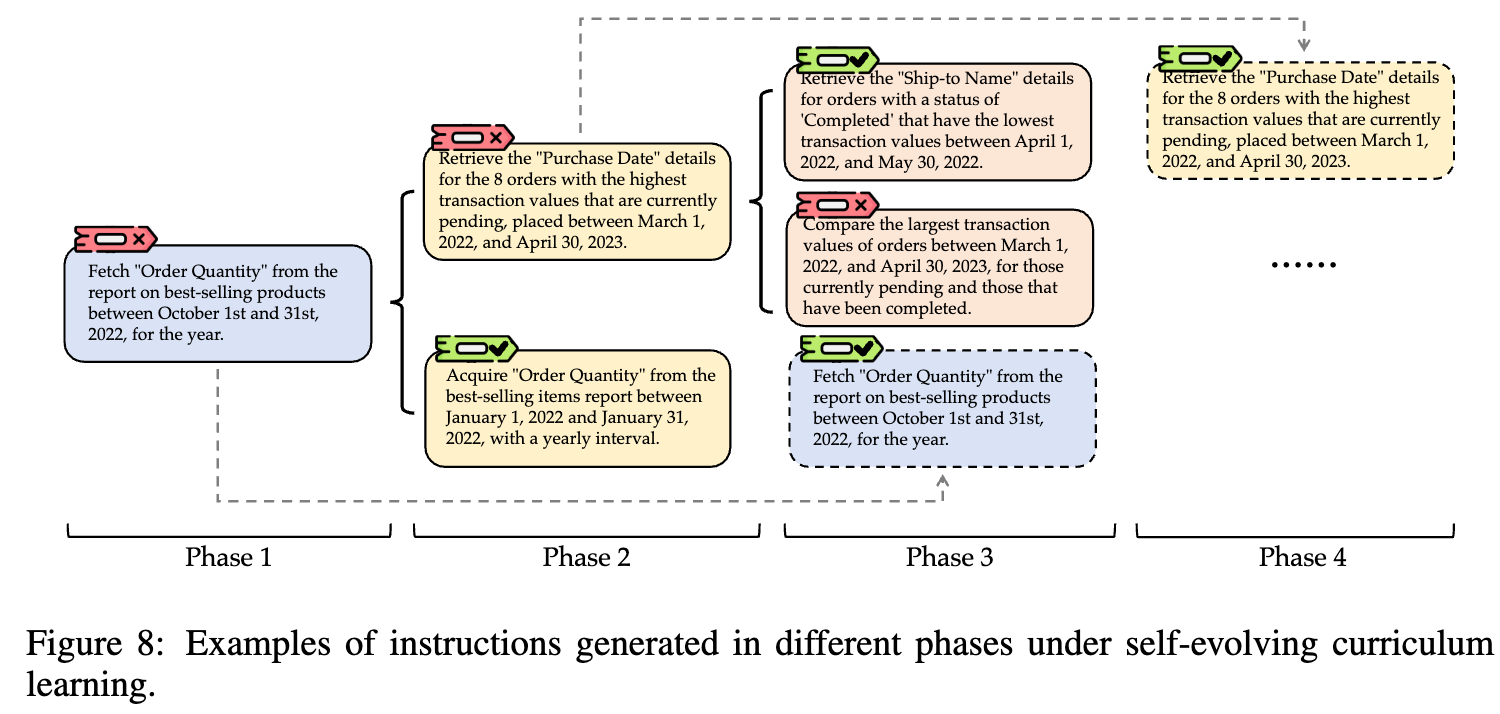 Fetch "Order Quantity" from the
report on best-selling products
between October 1st and 31st,
2022, for the year.
Retrieve the "Purchase Date" details
for the 8 orders with the highest
transaction values that are currently
pending, placed between March 1,
2022, and April 30, 2023.
Acquire "Order Quantity" from the
best-selling items report between
January 1, 2022 and January 31,
2022, with a yearly interval.
Retrieve the "Ship-to Name" details
for orders with a status of
'Completed' that have the lowest
transaction values between April 1,
2022, and May 30, 2022.
Compare the largest transaction
values of orders between March 1,
2022, and April 30, 2023, for those
currently pending and those that
have been completed.
Fetch "Order Quantity" from the
report on best-selling products
between October 1st and 31st,
2022, for the year.
Retrieve the "Purchase Date" details
for the 8 orders with the highest
transaction values that are currently
pending, placed between March 1,
2022, and April 30, 2023.
......
Phase 1
Phase 2
Phase 3
Phase 4
Figure 8: Examples of instructions generated in different phases under self-evolving curriculum
learning.